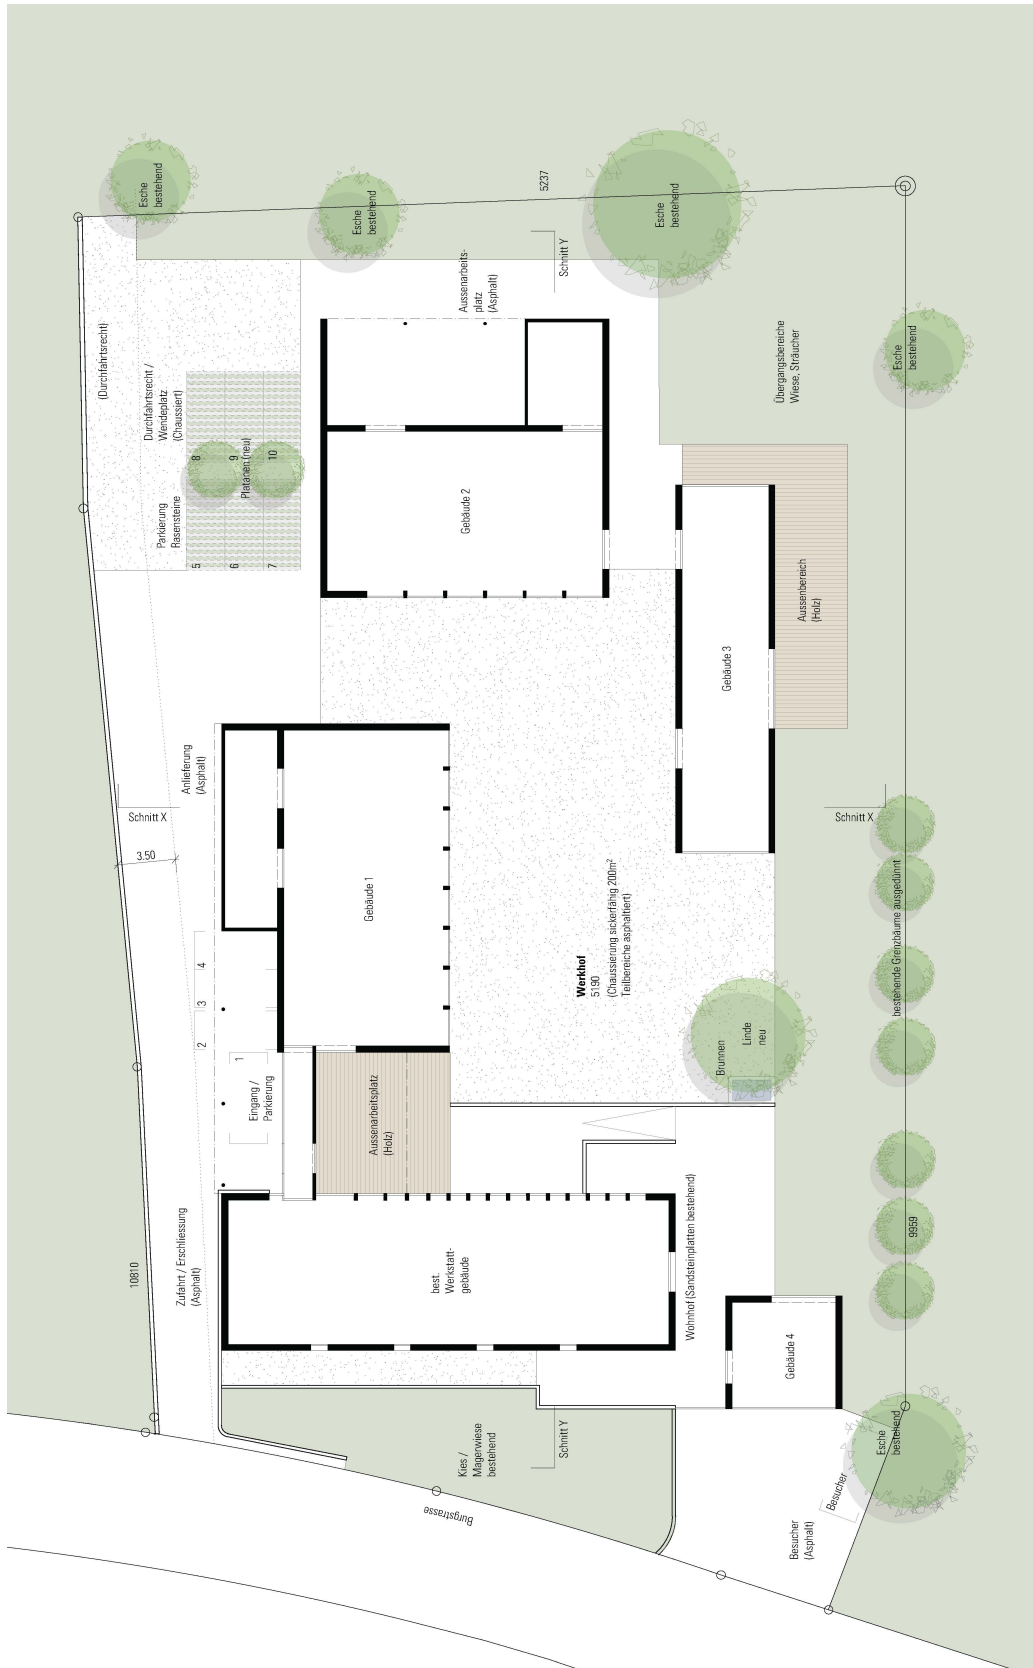 Esche
bestehend
Esche
bestehend
Esche
bestehend
5237
Esche
bestehend
(Durchfahrtsrecht)
Durchfahrtsrecht /
Wendeplatz
(Chaussiert)
Parkierung
Rasensteine
Platanen (neu)
8
9
10
5
6
7
Aussenarbeits-
platz
(Asphalt)
Schnitt Y
Übergangsbereiche
Wiese, Sträucher
Gebäude 2
Aussenbereich
(Holz)
Gebäude 3
Anlieferung
(Asphalt)
Schnitt X
Schnitt X
3.50
Gebäude 1
Werkhof
5190
(Chaussierung sickerfähig 200m²
Teilbereiche asphaltiert)
bestehende Grenzbäume ausgedünnt
4
3
2
1
Eingang /
Parkierung
Aussenarbeitsplatz
(Holz)
Brunnen
Linde
neu
10810
Zufahrt / Erschliessung
(Asphalt)
best.
Werkstatt-
gebäude
Wohnhof (Sandsteinplatten bestehend)
9959
Gebäude 4
Kies /
Magerwiese
bestehend
Schnitt Y
Burgstrasse
Besucher
(Asphalt)
Besucher
Esche
bestehend